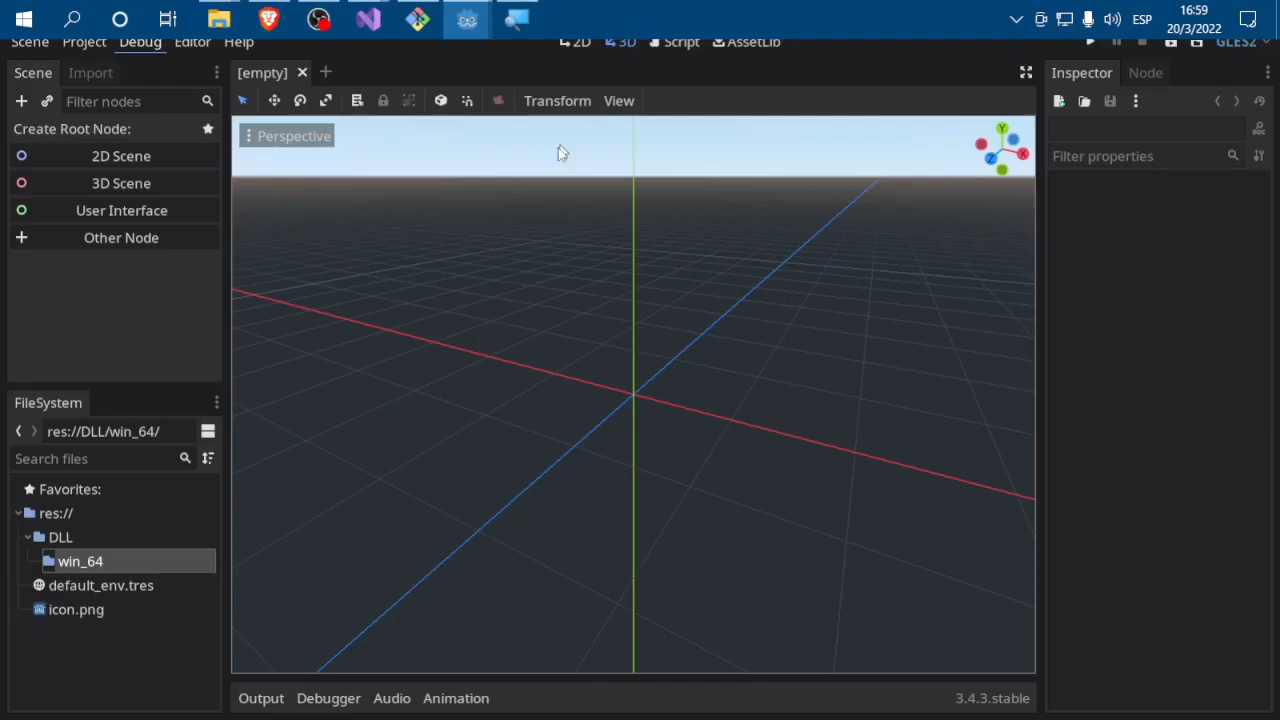 16:59
ESP
20/3/2022
Scene Project Debug Editor Help
2D 3D Script AssetLib
GLES2
Scene Import
[empty]
Inspector Node
Filter nodes
Transform View
Create Root Node:
Perspective
Y
X
Z
2D Scene
Filter properties
3D Scene
User Interface
Other Node
FileSystem
res://DLL/win_64/
Search files
Favorites:
res://
DLL
win_64
default_env.tres
icon.png
Output Debugger Audio Animation
3.4.3.stable